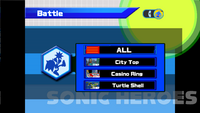 Battle
ALL
City Top
Casino Ring
Turtle Shell
SONIC HEROES